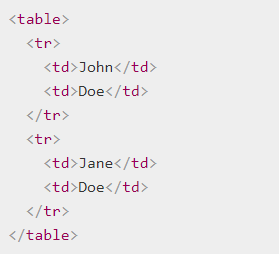 <table>
  <tr>
    <td>John</td>
    <td>Doe</td>
  </tr>
  <tr>
    <td>Jane</td>
    <td>Doe</td>
  </tr>
</table>